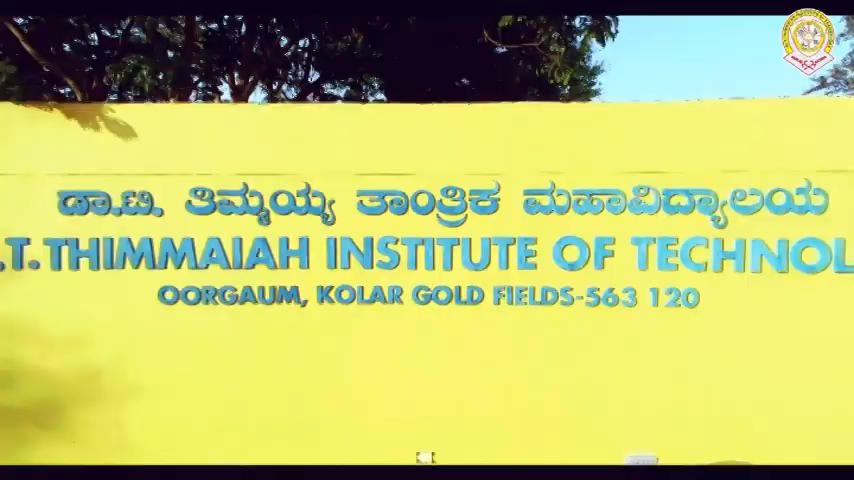 ಡಾ.ಟಿ. ತಿಮ್ಮಯ್ಯ ತಾಂತ್ರಿಕ ಮಹಾವಿದ್ಯಾಲಯ
.T. THIMMAIAH INSTITUTE OF TECHNOL
OORGAUM, KOLAR GOLD FIELDS-563 120